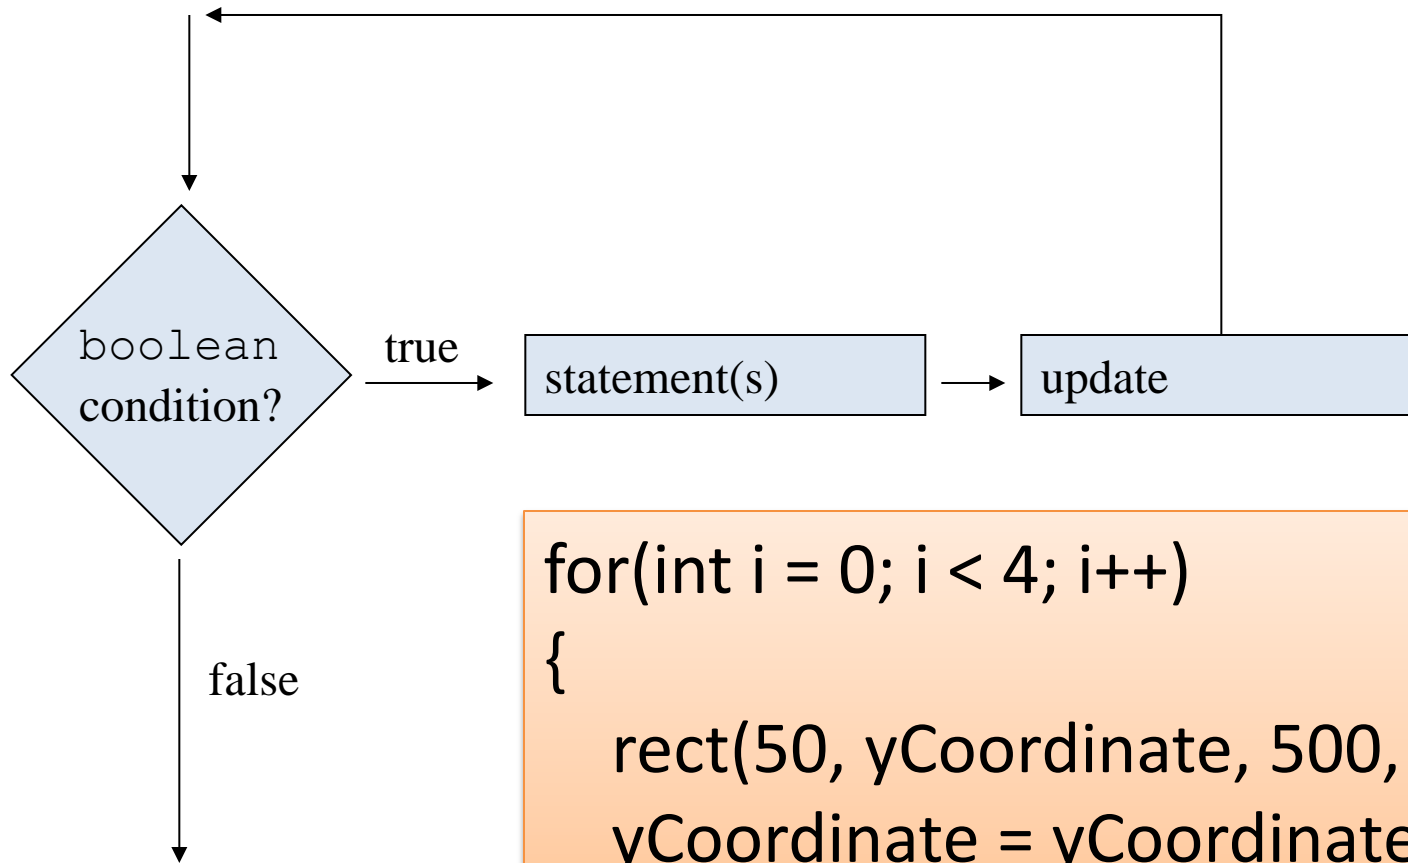 boolean
condition?
true
statement(s)
update
false
for(int i = 0; i < 4; i++)
{
rect(50, yCoordinate, 500,
yCoordinate = yCoordinate